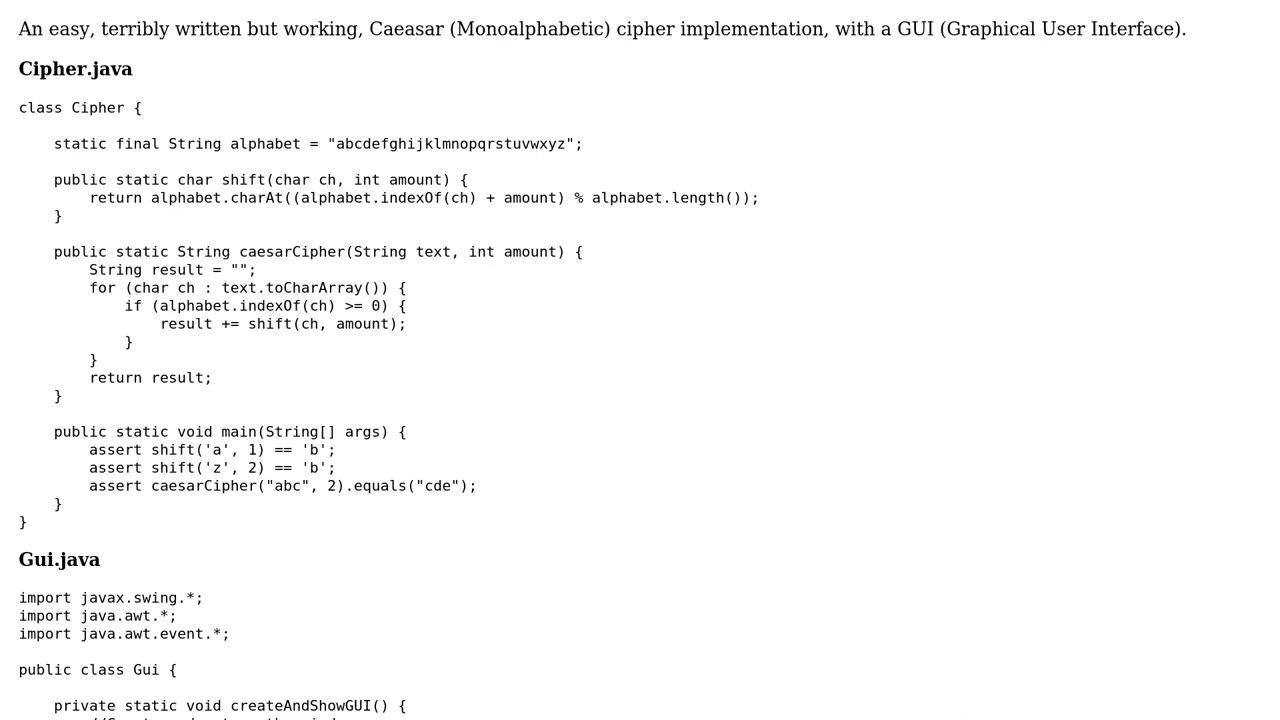 An easy, terribly written but working, Caeasar (Monoalphabetic) cipher implementation, with a GUI (Graphical User Interface).
Cipher.java
class Cipher {
    static final String alphabet = "abcdefghijklmnopqrstuvwxyz";
    public static char shift(char ch, int amount) {
        return alphabet.charAt((alphabet.indexOf(ch) + amount) % alphabet.length());
    }
    public static String caesarCipher(String text, int amount) {
        String result = "";
        for (char ch : text.toCharArray()) {
            if (alphabet.indexOf(ch) >= 0) {
                result += shift(ch, amount);
            }
        }
        return result;
    }
    public static void main(String[] args) {
        assert shift('a', 1) == 'b';
        assert shift('z', 2) == 'b';
        assert caesarCipher("abc", 2).equals("cde");
    }
}
Gui.java
import javax.swing.*;
import java.awt.*;
import java.awt.event.*;
public class Gui {
    private static void createAndShowGUI() {